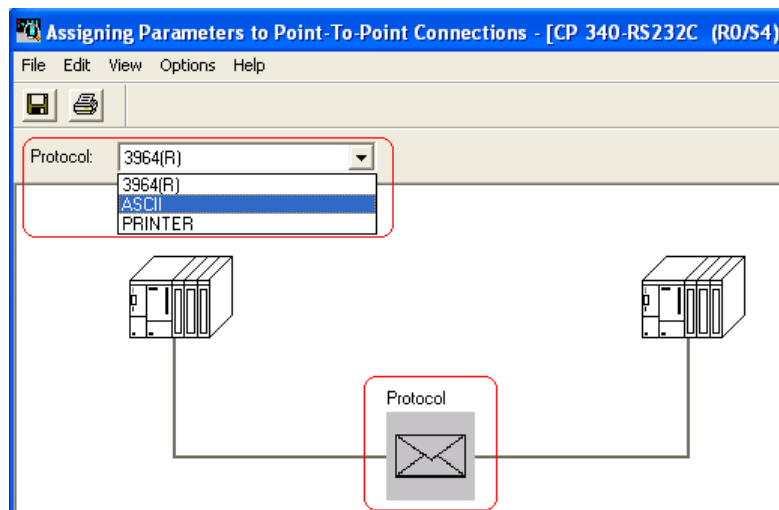 Assigning Parameters to Point-To-Point Connections - [CP 340-RS232C (R0/S4)
File Edit View Options Help
Protocol: 3964(R)
3964(R)
ASCII
PRINTER
Protocol